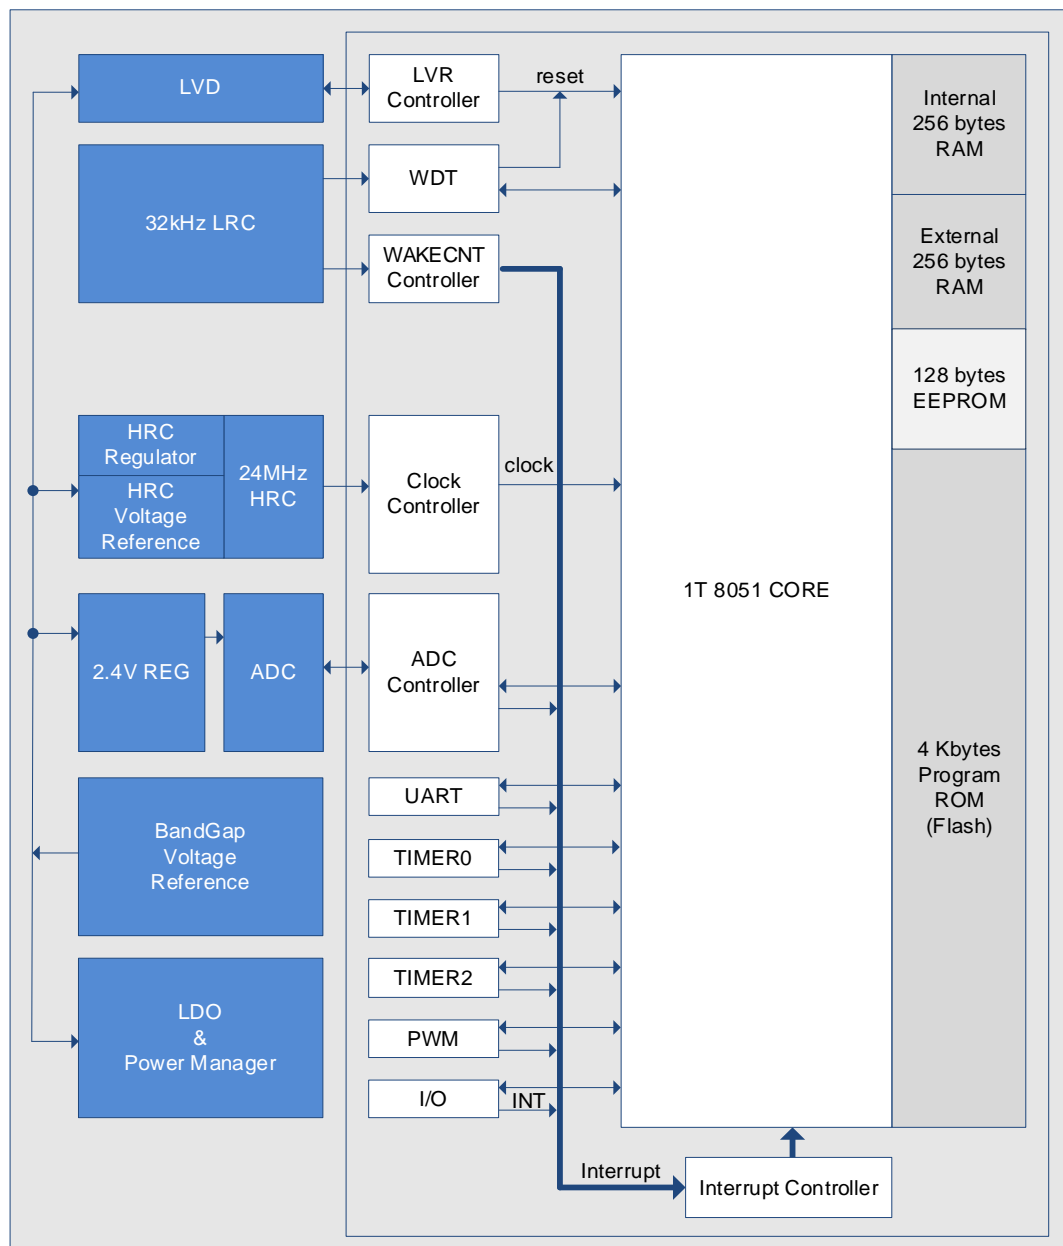 LVD
LVR
Controller
reset
Internal
256 bytes
RAM
32kHz LRC
WDT
WAKECNT
Controller
External
256 bytes
RAM
128 bytes
EEPROM
HRC
Regulator
HRC
Voltage
Reference
24MHz
HRC
Clock
Controller
clock
1T 8051 CORE
2.4V REG
ADC
ADC
Controller
4 Kbytes
Program
ROM
(Flash)
BandGap
Voltage
Reference
UART
TIMER0
TIMER1
TIMER2
LDO
&
Power Manager
PWM
I/O
INT
Interrupt
Interrupt Controller